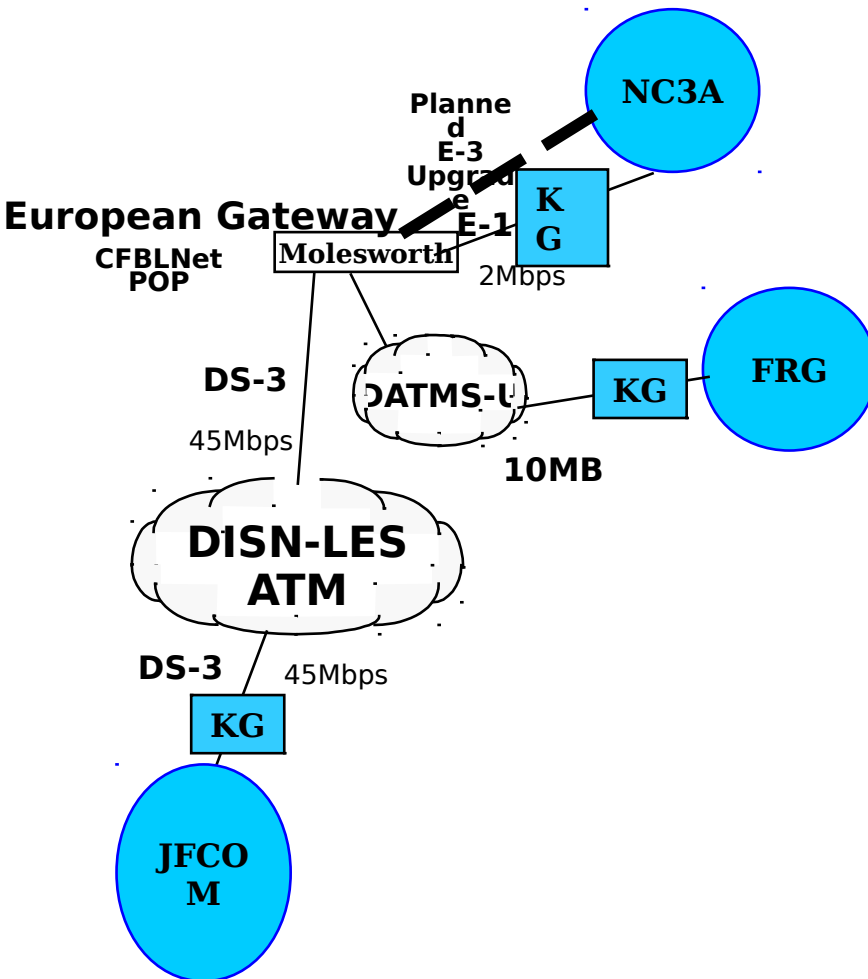 NC3A
Planne
d
E-3
Upgrad
e
E-1
K
G
European Gateway
Molesworth
CFBLNet
POP
2Mbps
DS-3
DATMS-U
KG
FRG
45Mbps
10MB
DISN-LES
ATM
DS-3
45Mbps
KG
JFCO
M